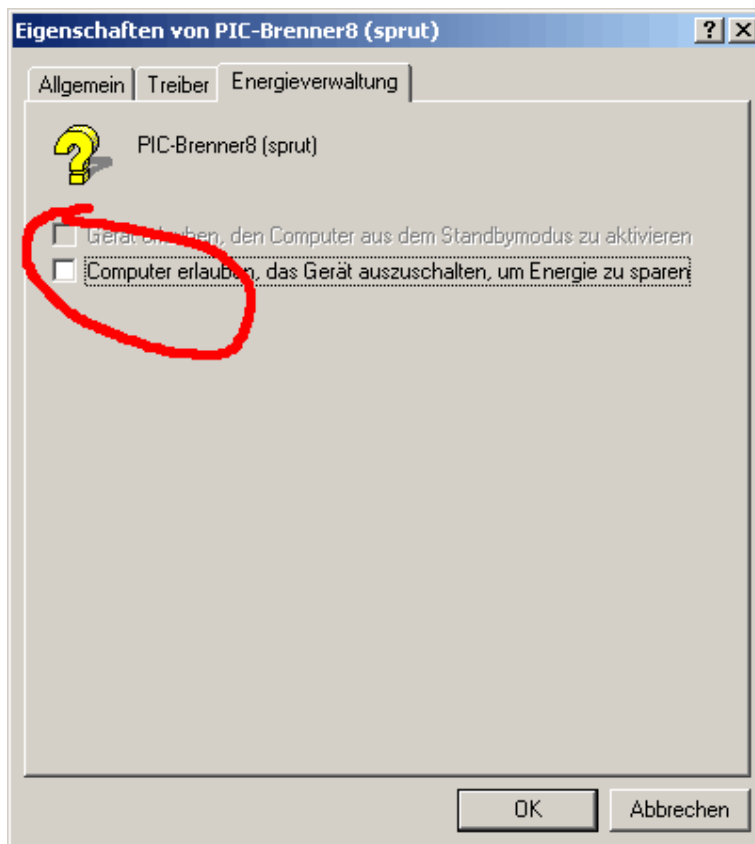 Eigenschaften von PIC-Brenner8 (sprut)
Allgemein Treiber Energieverwaltung
PIC-Brenner8 (sprut)
Gerät erlauben, den Computer aus dem Standbymodus zu aktivieren
Computer erlauben, das Gerät auszuschalten, um Energie zu sparen
OK Abbrechen